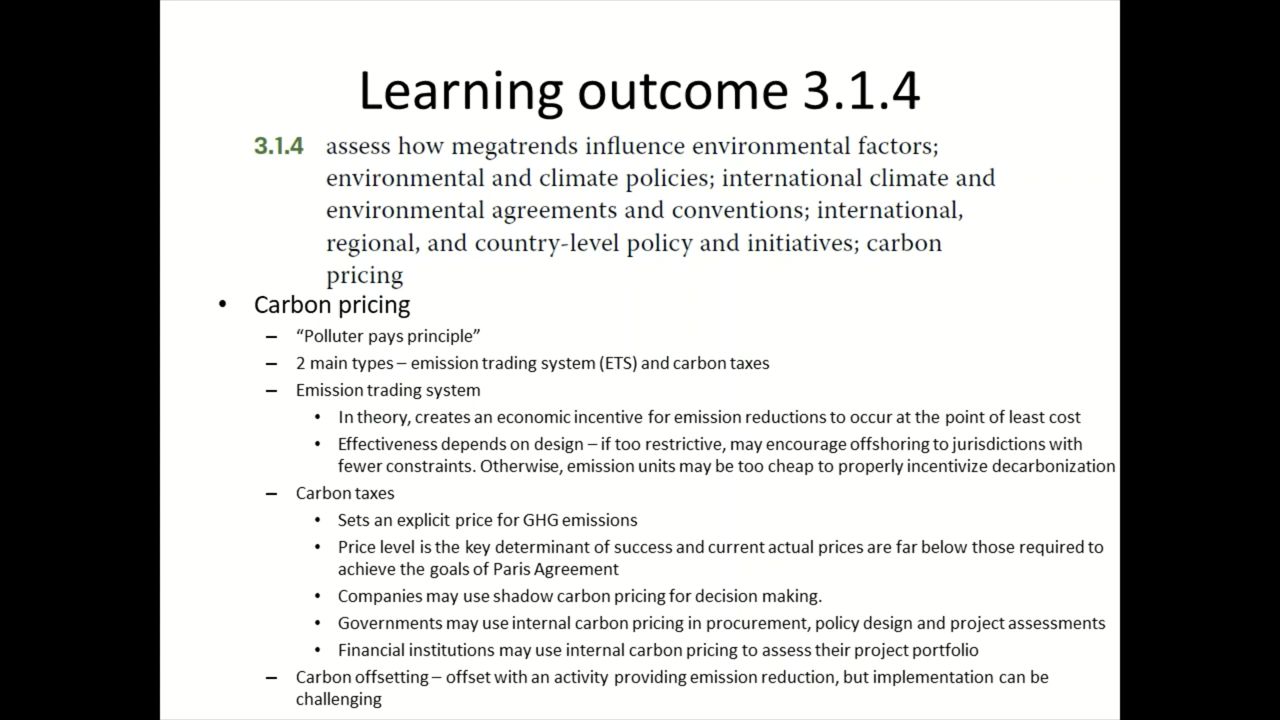 Learning outcome 3.1.4
3.1.4 assess how megatrends influence environmental factors;
environmental and climate policies; international climate and
environmental agreements and conventions; international,
regional, and country-level policy and initiatives; carbon
pricing
• Carbon pricing
– “Polluter pays principle”
– 2 main types – emission trading system (ETS) and carbon taxes
– Emission trading system
• In theory, creates an economic incentive for emission reductions to occur at the point of least cost
• Effectiveness depends on design – if too restrictive, may encourage offshoring to jurisdictions with
fewer constraints. Otherwise, emission units may be too cheap to properly incentivize decarbonization
– Carbon taxes
• Sets an explicit price for GHG emissions
• Price level is the key determinant of success and current actual prices are far below those required to
achieve the goals of Paris Agreement
• Companies may use shadow carbon pricing for decision making.
• Governments may use internal carbon pricing in procurement, policy design and project assessments
• Financial institutions may use internal carbon pricing to assess their project portfolio
– Carbon offsetting – offset with an activity providing emission reduction, but implementation can be
challenging